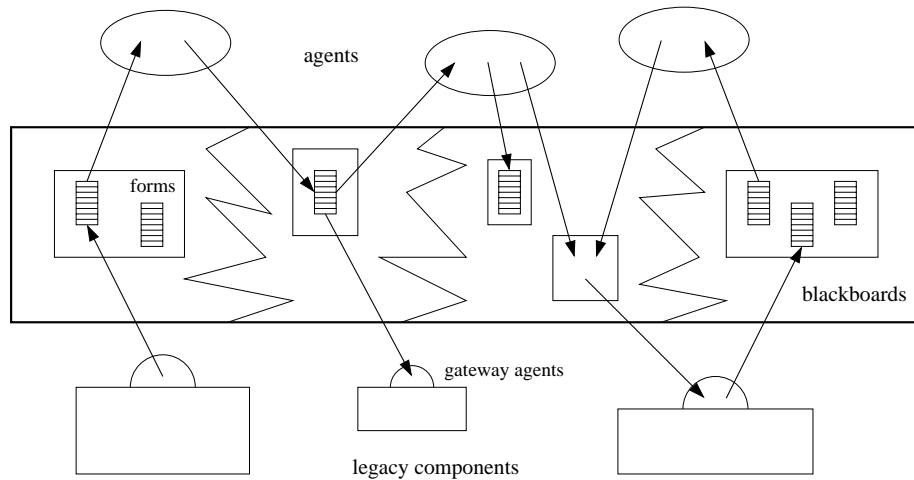 agents
forms
blackboards
gateway agents
legacy components